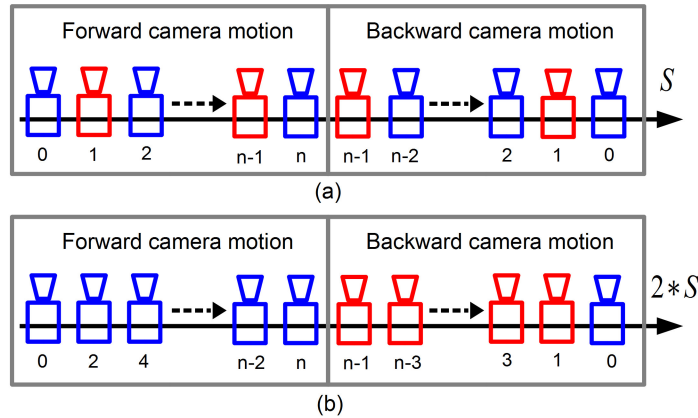 Forward camera motion Backward camera motion
S
0 1 2 n-1 n n-1 n-2 2 1 0
(a)
Forward camera motion Backward camera motion
2*S
0 2 4 n-2 n n-1 n-3 3 1 0
(b)